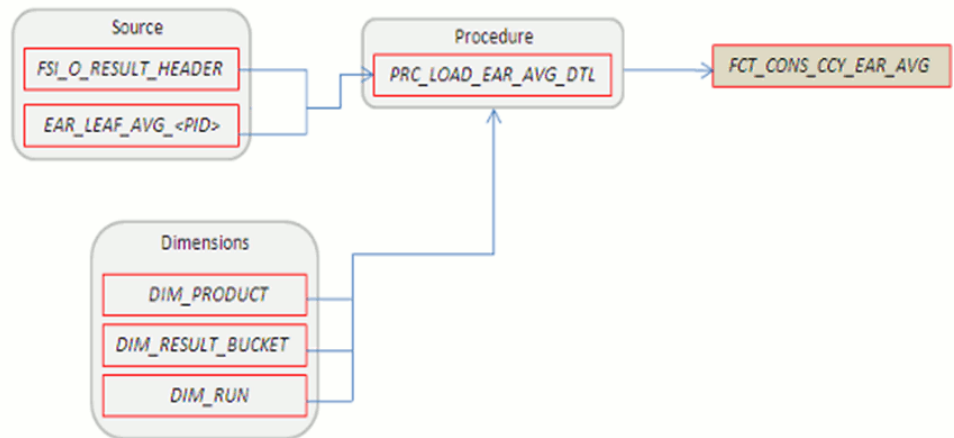 Source
FSI_O_RESULT_HEADER
EAR_LEAF_AVG_<PID>
Procedure
PRC_LOAD_EAR_AVG_DTL
FCT_CONS_CCY_EAR_AVG
Dimensions
DIM_PRODUCT
DIM_RESULT_BUCKET
DIM_RUN